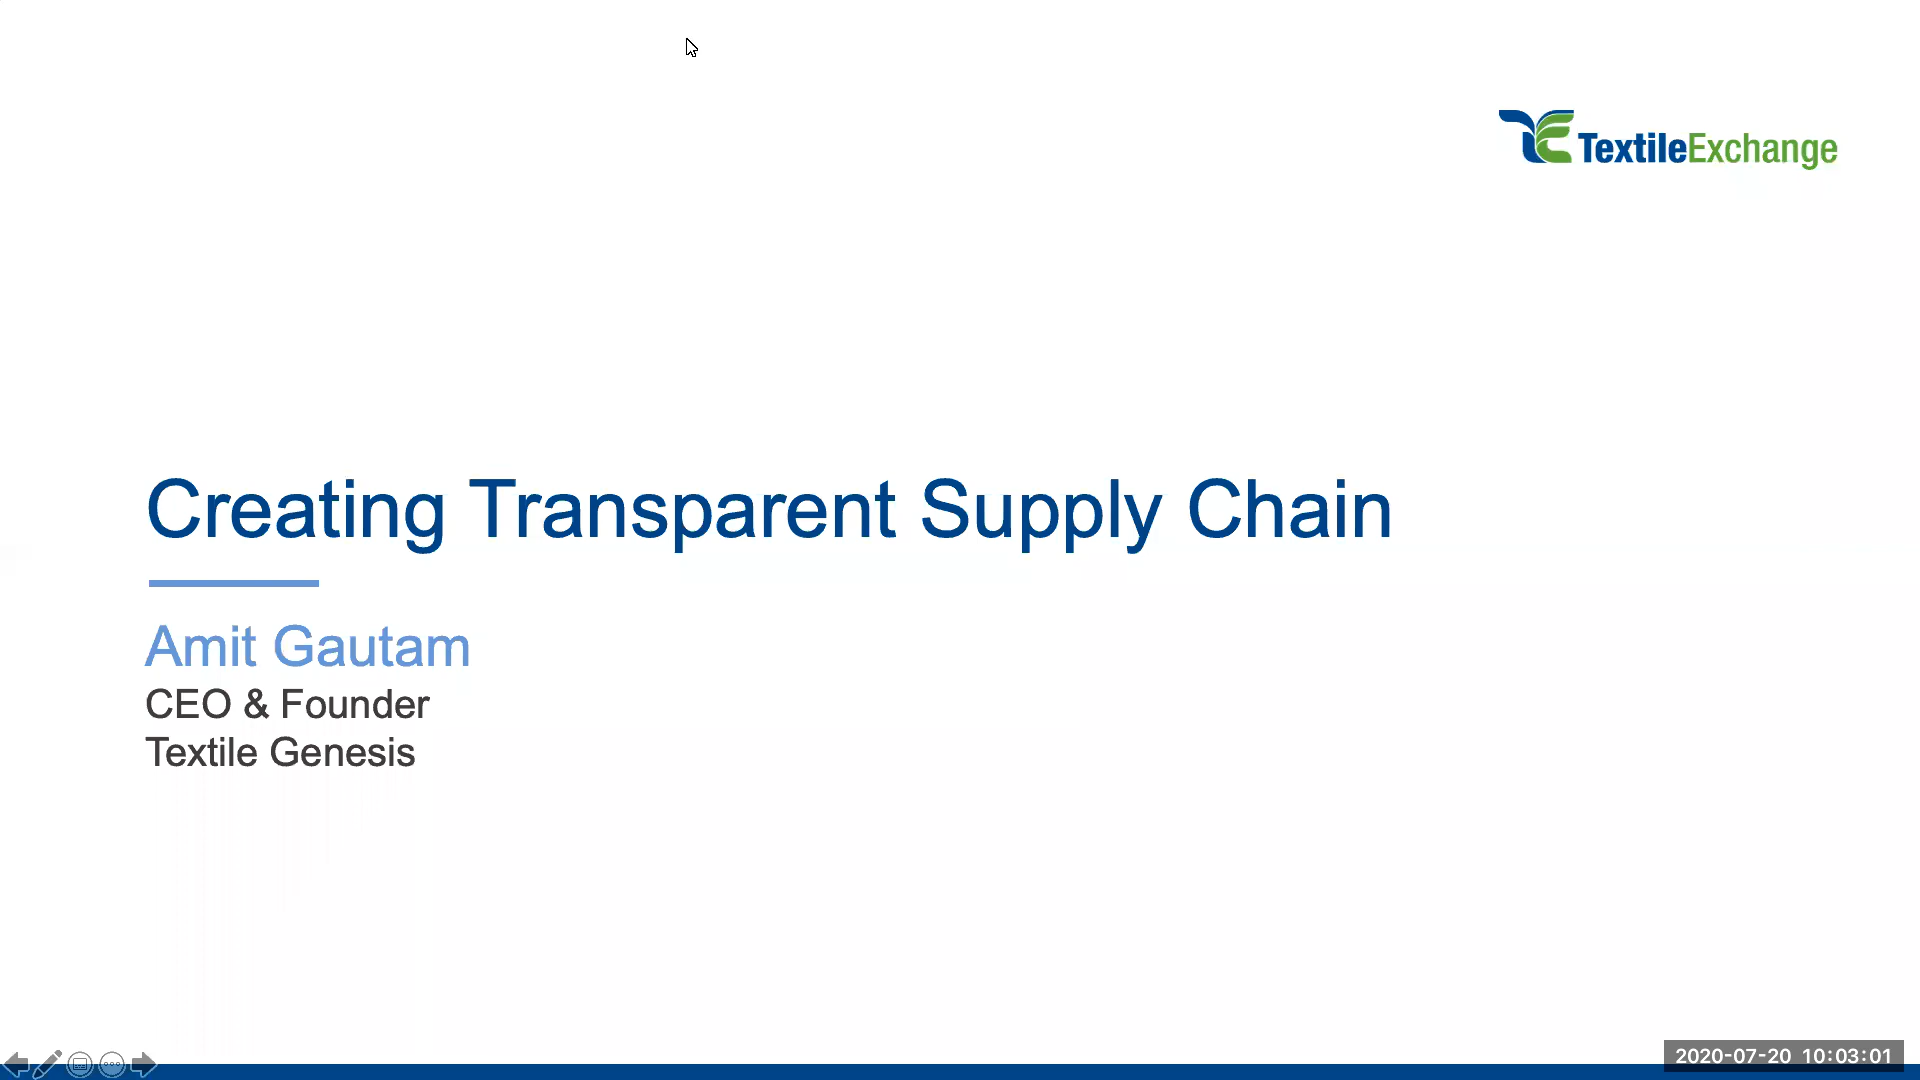 TextileExchange
Creating Transparent Supply Chain
Amit Gautam
CEO & Founder
Textile Genesis
2020-07-20 10:03:01